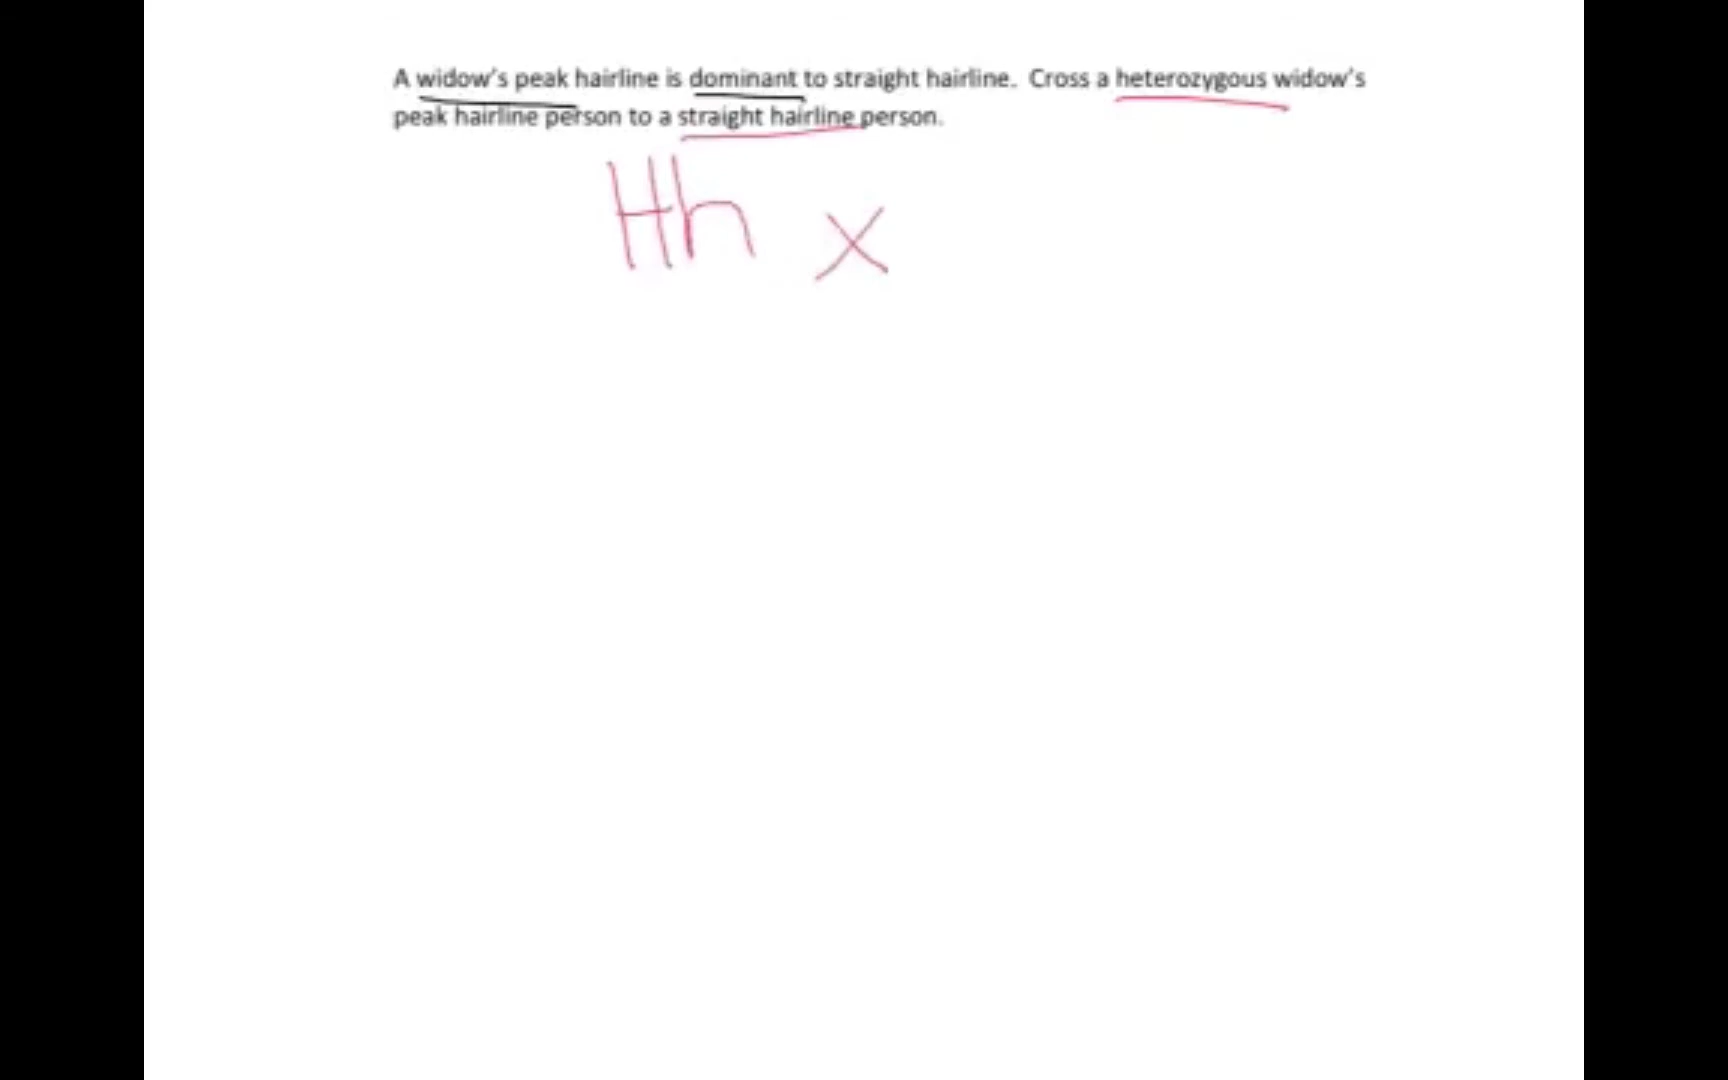 A widow’s peak hairline is dominant to straight hairline.  Cross a heterozygous widow’s
peak hairline person to a straight hairline person.
Hh x